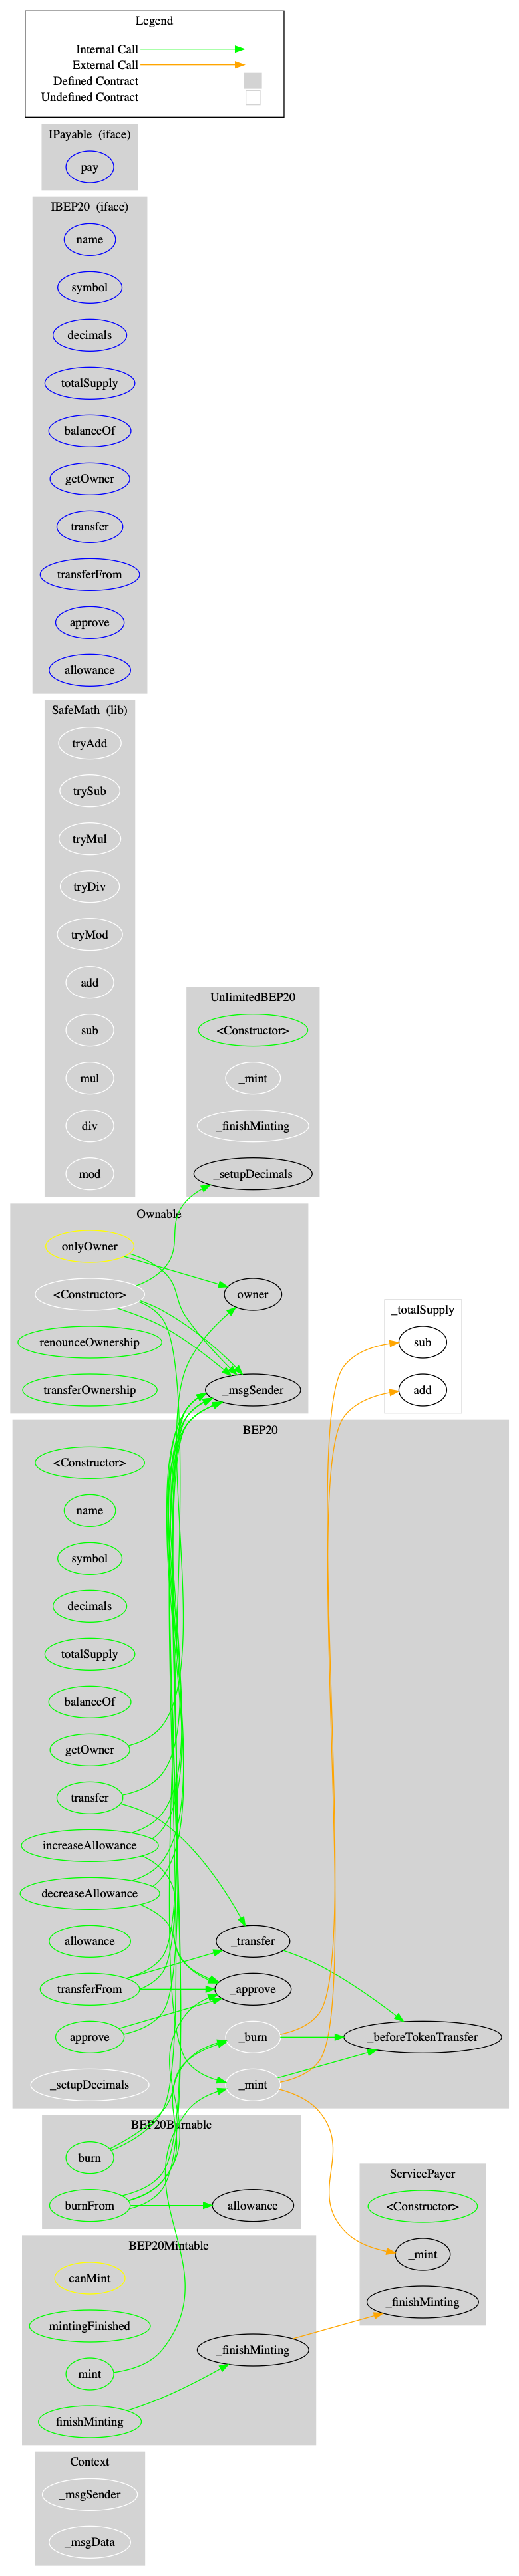 Legend
Internal Call
External Call
Defined Contract
Undefined Contract
IPayable (iface)
pay
IBEP20 (iface)
name
symbol
decimals
totalSupply
balanceOf
getOwner
transfer
transferFrom
approve
allowance
SafeMath (lib)
tryAdd
trySub
tryMul
tryDiv
tryMod
add
sub
mul
div
mod
UnlimitedBEP20
<Constructor>
_mint
_finishMinting
_setupDecimals
Ownable
onlyOwner
<Constructor>
renounceOwnership
transferOwnership
owner
_msgSender
_totalSupply
sub
add
BEP20
<Constructor>
name
symbol
decimals
totalSupply
balanceOf
getOwner
transfer
increaseAllowance
decreaseAllowance
allowance
transferFrom
approve
_setupDecimals
_transfer
_approve
_burn
_mint
_beforeTokenTransfer
BEP20Burnable
burn
burnFrom
allowance
ServicePayer
<Constructor>
_mint
_finishMinting
BEP20Mintable
canMint
mintingFinished
mint
finishMinting
_finishMinting
Context
_msgSender
_msgData